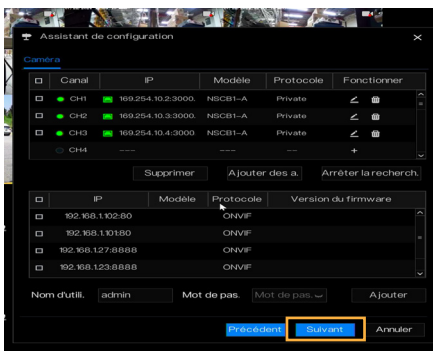 Assistant de configuration
Caméra
Canal IP Modèle Protocole Fonctionner
CH1 169.254.10.2:3000. NSCB1-A Private
CH2 169.254.10.3:3000. NSCB1-A Private
CH3 169.254.10.4:3000. NSCB1-A Private
CH4 --- --- -- +
Supprimer Ajouter des a. Arrêter la recherch.
IP Modèle Protocole Version du firmware
192.168.1.102:80 ONVIF
192.168.1.101:80 ONVIF
192.168.1.27:8888 ONVIF
192.168.1.23:8888 ONVIF
Nom d'utili. admin Mot de pas. Mot de pas. Ajouter
Précédent Suivant Annuler